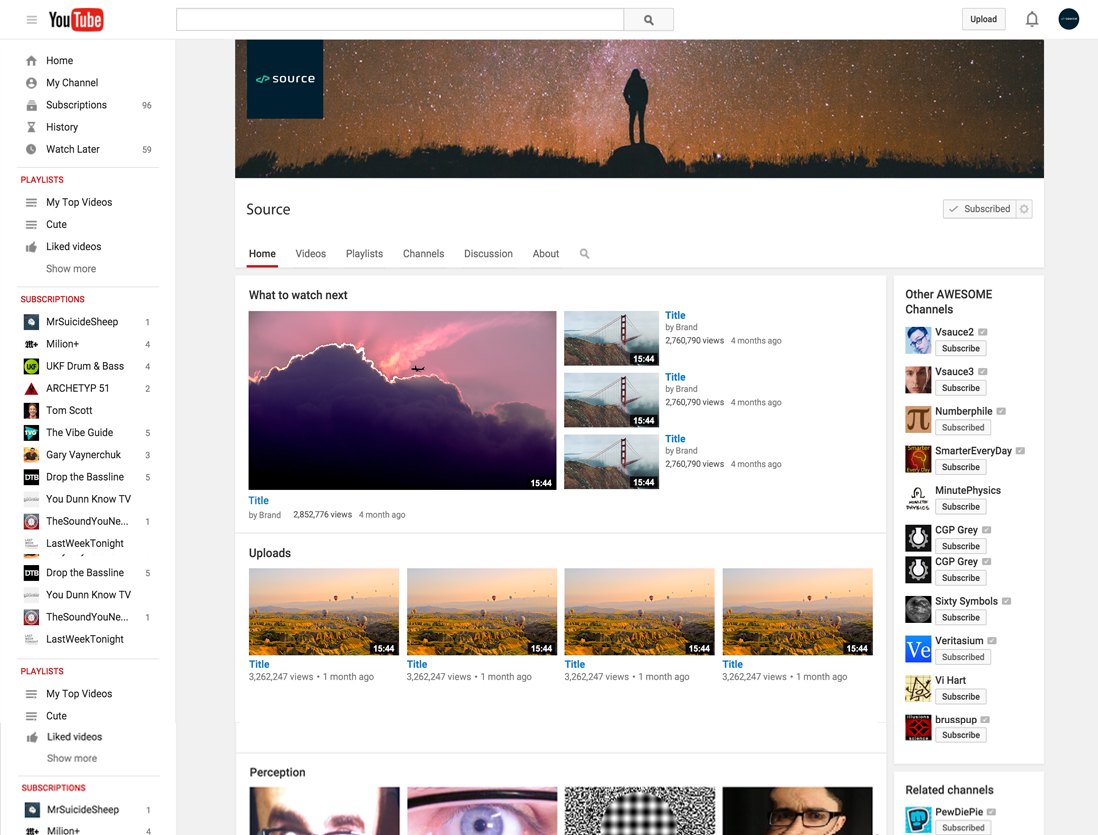 YouTube
Upload
Home
My Channel
Subscriptions 96
History
Watch Later 59
PLAYLISTS
My Top Videos
Cute
Liked videos
Show more
SUBSCRIPTIONS
MrSuicideSheep 1
Milion+ 4
UKF Drum & Bass 4
ARCHETYP 51 2
Tom Scott
The Vibe Guide 5
Gary Vaynerchuk 3
DTB Drop the Bassline 5
You Dunn Know TV
TheSoundYouNe... 1
LastWeekTonight
DTB Drop the Bassline 5
You Dunn Know TV
TheSoundYouNe... 1
LastWeekTonight
PLAYLISTS
My Top Videos
Cute
Liked videos
Show more
SUBSCRIPTIONS
MrSuicideSheep 1
Milion+ 4
</> source
Source
Subscribed
Home Videos Playlists Channels Discussion About
What to watch next
15:44
Title
by Brand 2,852,776 views 4 month ago
15:44
Title
by Brand
2,760,790 views 4 months ago
15:44
Title
by Brand
2,760,790 views 4 months ago
15:44
Title
by Brand
2,760,790 views 4 months ago
Uploads
15:44 15:44 15:44 15:44
Title Title Title Title
3,262,247 views • 1 month ago 3,262,247 views • 1 month ago 3,262,247 views • 1 month ago 3,262,247 views • 1 month ago
Perception
Other AWESOME
Channels
Vsauce2
Subscribe
Vsauce3
Subscribe
Numberphile
Subscribed
Smarter
Every Day
SmarterEveryDay
Subscribe
MINUTE
PHYSICS
MinutePhysics
Subscribe
CGP Grey
Subscribe
CGP Grey
Subscribe
Sixty Symbols
Subscribe
Ve
Veritasium
Subscribed
Vi Hart
Subscribe
illusions
science
brusspup
Subscribe
Related channels
PewDiePie
Subscribed